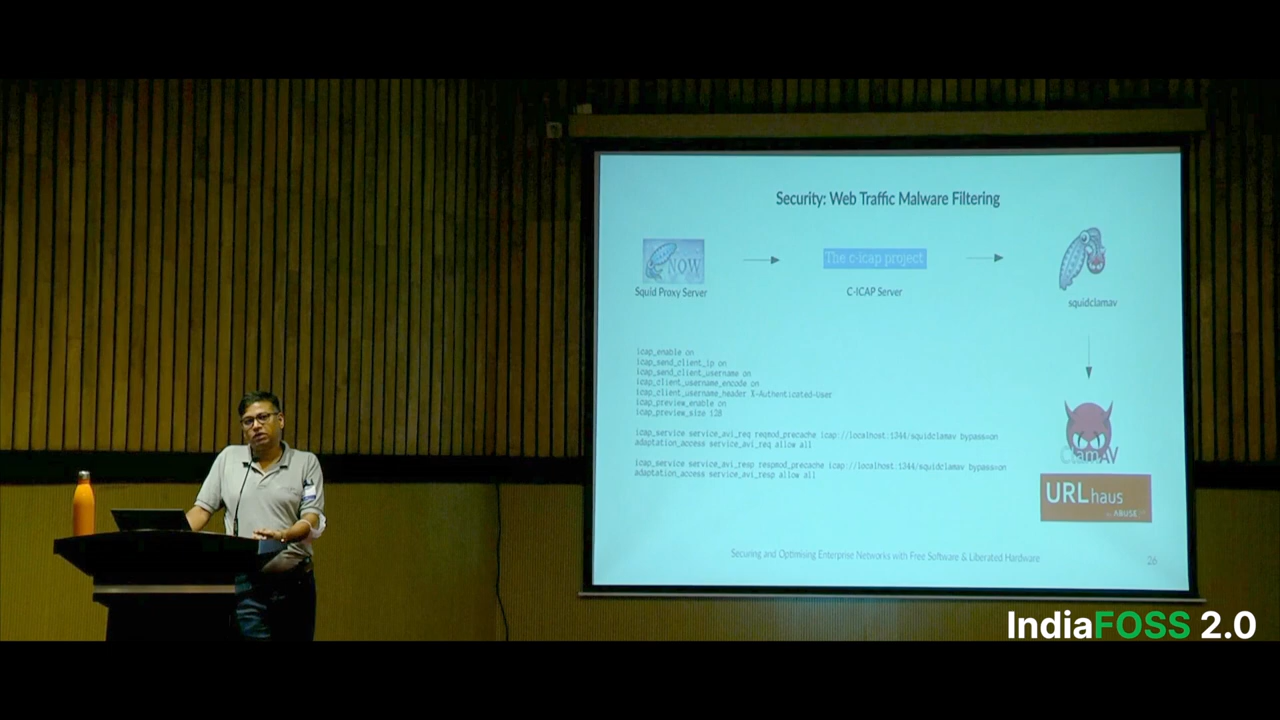 Security: Web Traffic Malware Filtering
NOW
The c-icap project
Squid Proxy Server
C-ICAP Server
squidclamav
icap_enable on
icap_send_client_ip on
icap_send_client_username on
icap_client_username_encode on
icap_client_username_header X-Authenticated-User
icap_preview_enable on
icap_preview_size 128
icap_service service_avi_req reqmod_precache icap://localhost:1344/squidclamav bypass=on
adaptation_access service_avi_req allow all
icap_service service_avi_resp respmod_precache icap://localhost:1344/squidclamav bypass=on
adaptation_access service_avi_resp allow all
ClamAV
URLhaus
ABUSE
Securing and Optimising Enterprise Networks with Free Software & Liberated Hardware
26
IndiaFOSS 2.0